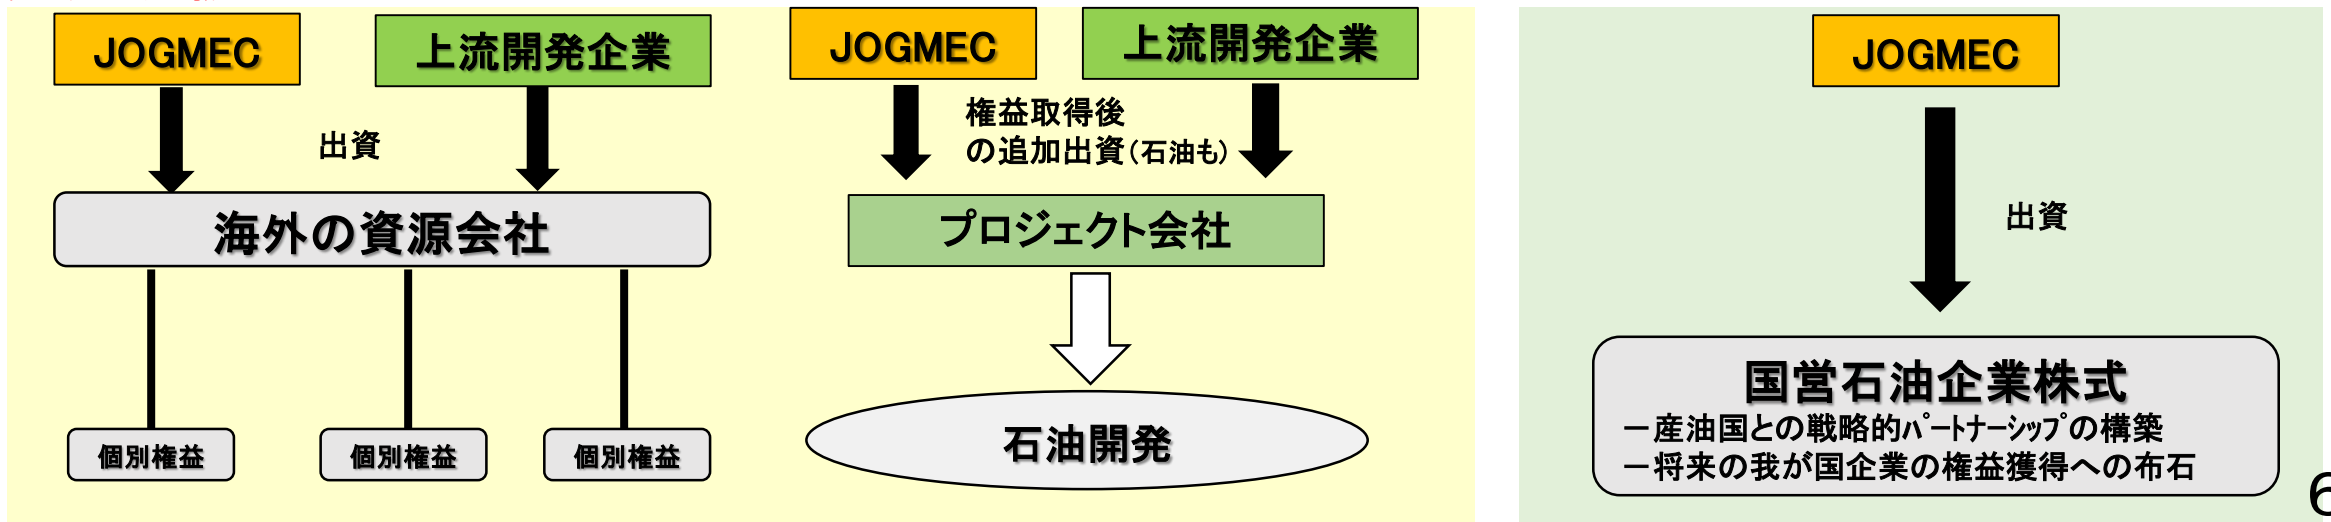 JOGMEC
上流開発企業
出資
海外の資源会社
個別権益
個別権益
個別権益
JOGMEC
上流開発企業
権益取得後
の追加出資（石油も）
プロジェクト会社
石油開発
JOGMEC
出資
国営石油企業株式
－産油国との戦略的ﾊﾟｰﾄﾅｰｼｯﾌﾟの構築
－将来の我が国企業の権益獲得への布石
6